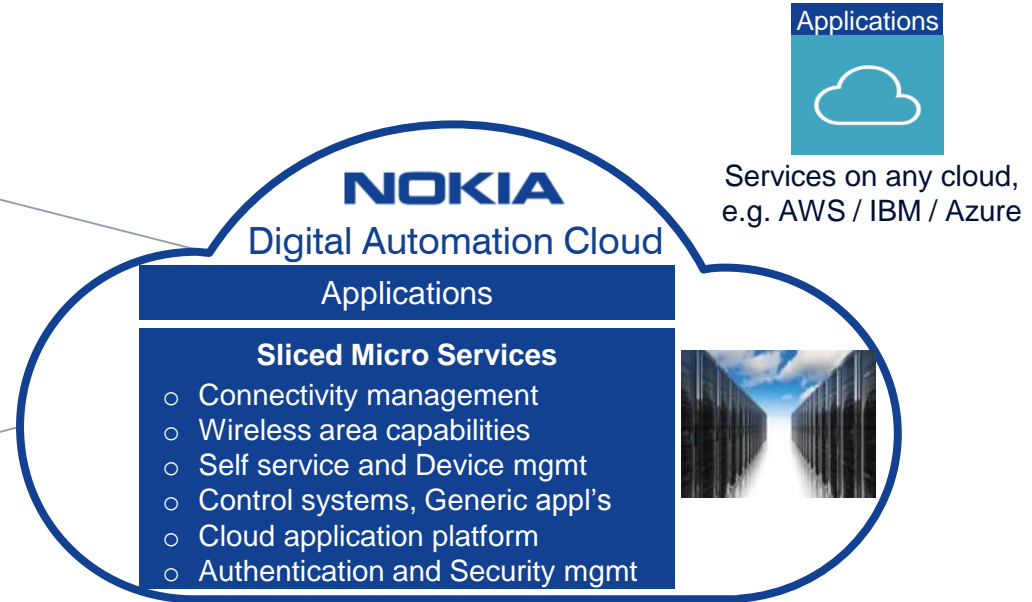 Applications
Services on any cloud,
e.g. AWS / IBM / Azure
NOKIA
Digital Automation Cloud
Applications
Sliced Micro Services
○ Connectivity management
○ Wireless area capabilities
○ Self service and Device mgmt
○ Control systems, Generic appl's
○ Cloud application platform
○ Authentication and Security mgmt